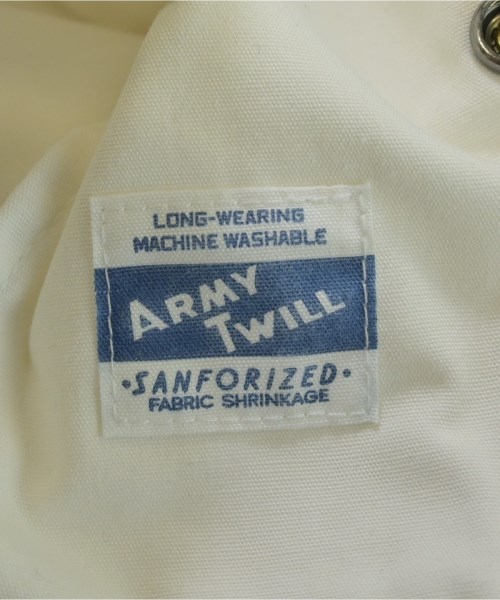 LONG-WEARING
MACHINE WASHABLE
ARMY
TWILL
•SANFORIZED•
FABRIC SHRINKAGE